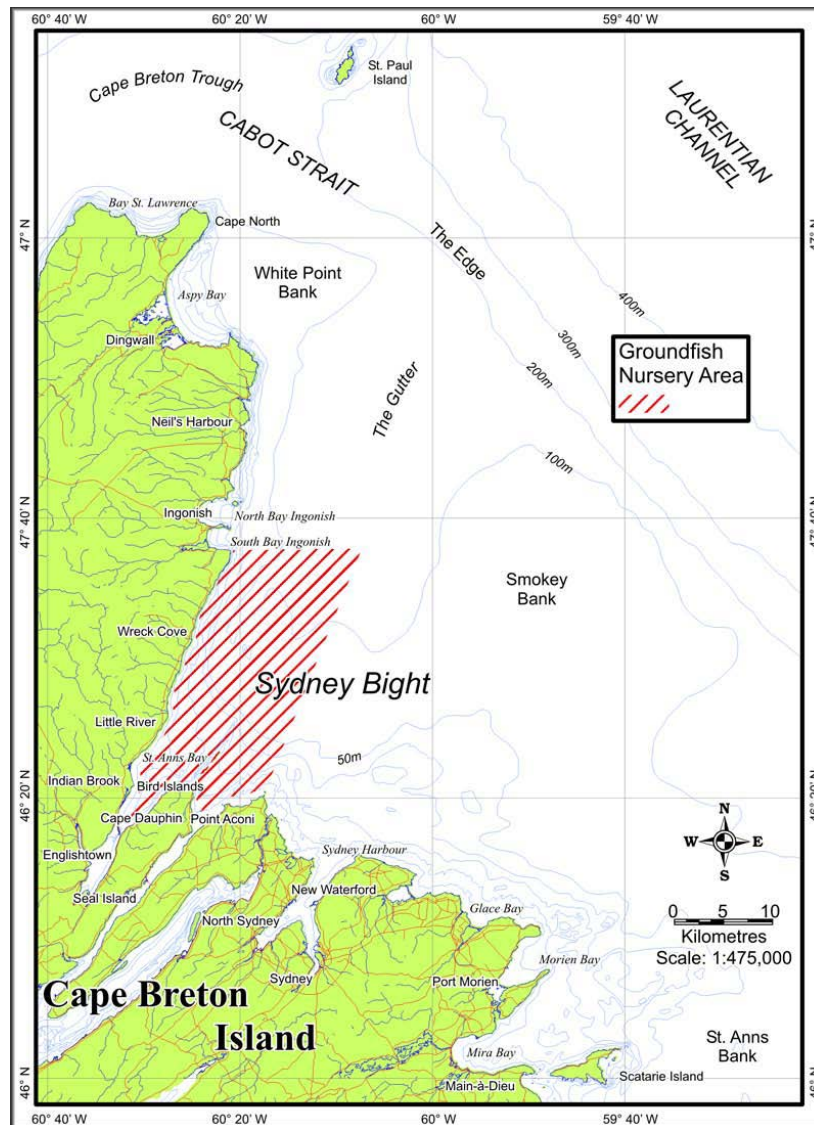 60° 40' W
60° 20' W
60° W
59° 40' W
Cape Breton Trough
St. Paul
Island
CABOT STRAIT
LAURENTIAN
CHANNEL
Bay St. Lawrence
Cape North
47° N
47° N
The Edge
White Point
Bank
Aspy Bay
400m
Dingwall
300m
Groundfish
Nursery Area
200m
The Gutter
Neil's Harbour
100m
Ingonish
North Bay Ingonish
47° 40' N
47° 40' N
South Bay Ingonish
Smokey
Bank
Wreck Cove
Sydney Bight
Little River
St. Anns Bay
50m
Indian Brook
Bird Islands
46° 20' N
46° 20' N
Cape Dauphin
Point Aconi
N
W
E
S
Englishtown
Sydney Harbour
Seal Island
New Waterford
North Sydney
Glace Bay
0 5 10
Kilometres
Scale: 1:475,000
Morien Bay
Sydney
Port Morien
Cape Breton
Island
St. Anns
Bank
Mira Bay
Main-à-Dieu
Scatarie Island
46° N
46° N
60° 40' W
60° 20' W
60° W
59° 40' W